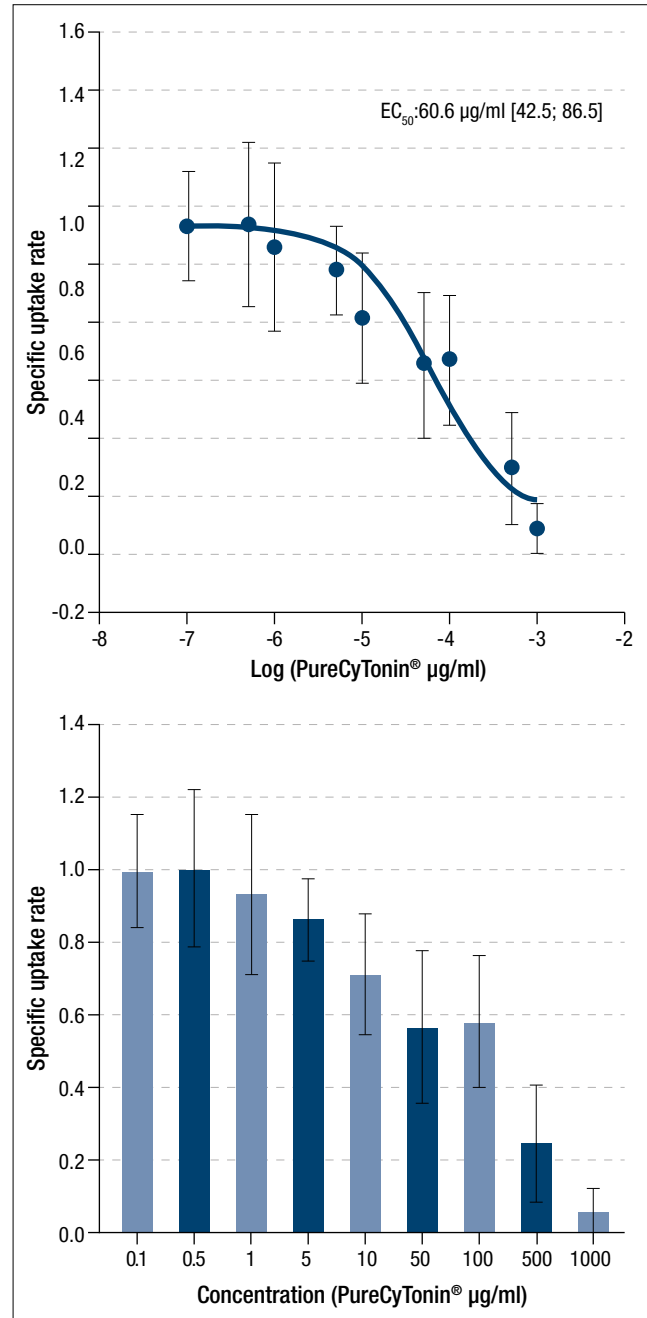 1.6
1.4
EC50:60.6 µg/ml [42.5; 86.5]
1.2
1.0
0.8
0.6
0.4
0.2
0.0
-0.2
Specific uptake rate
-8 -7 -6 -5 -4 -3 -2
Log (PureCyTonin® µg/ml)
1.4
1.2
1.0
0.8
0.6
0.4
0.2
0.0
Specific uptake rate
0.1 0.5 1 5 10 50 100 500 1000
Concentration (PureCyTonin® µg/ml)